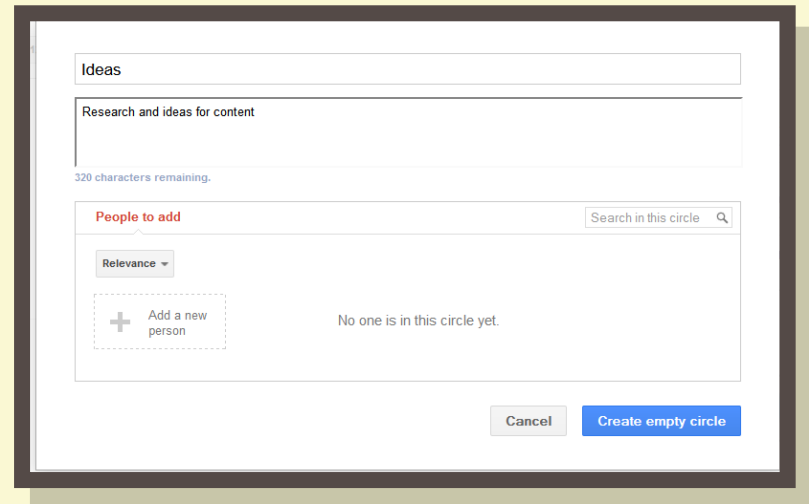 Ideas
Research and ideas for content
320 characters remaining.
People to add
Search in this circle
Relevance
Add a new
person
No one is in this circle yet.
Cancel
Create empty circle